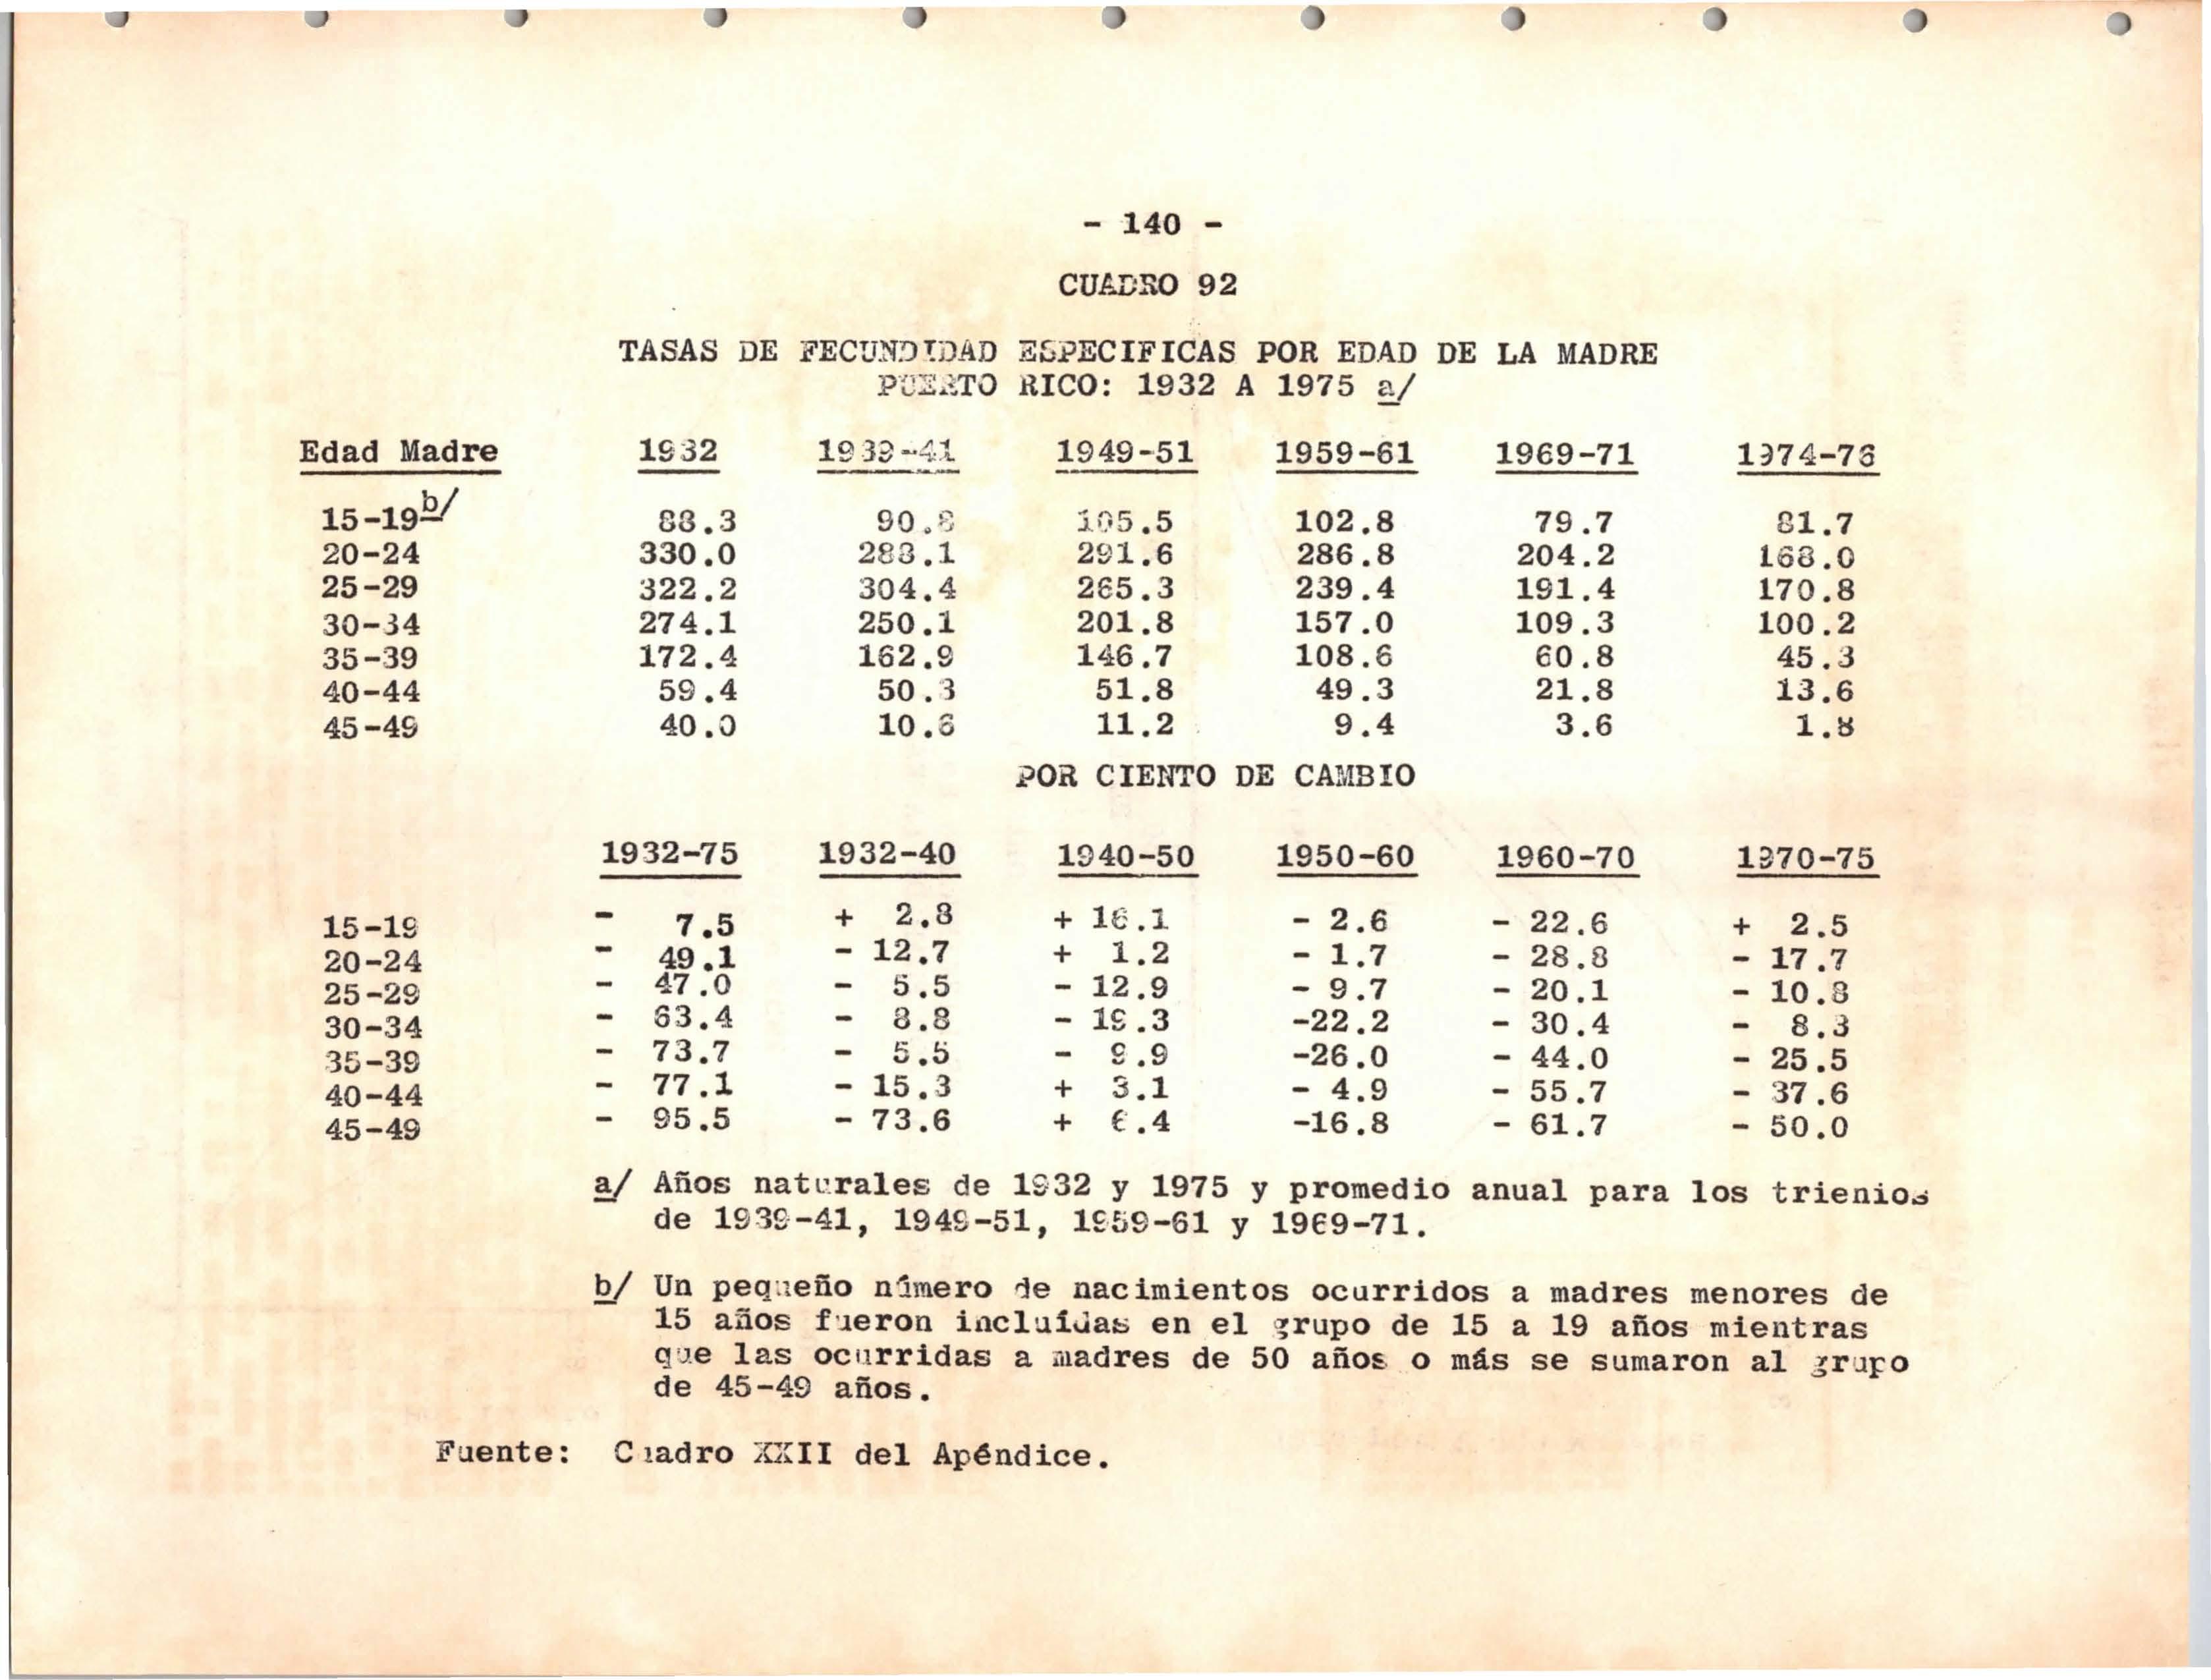 - 140 -
CUADRO 92
TASAS DE FECUNDIDAD ESPECIFICAS POR EDAD DE LA MADRE
PUERTO RICO: 1932 A 1975 a/
Edad Madre 1932 1939-41 1949-51 1959-61 1969-71 1974-76
15-19b/ 88.3 90.8 105.5 102.8 79.7 81.7
20-24 330.0 288.1 291.6 286.8 204.2 168.0
25-29 322.2 304.4 265.3 239.4 191.4 170.8
30-34 274.1 250.1 201.8 157.0 109.3 100.2
35-39 172.4 162.9 146.7 108.6 60.8 45.3
40-44 59.4 50.3 51.8 49.3 21.8 13.6
45-49 40.0 10.6 11.2 9.4 3.6 1.8
POR CIENTO DE CAMBIO
1932-75 1932-40 1940-50 1950-60 1960-70 1970-75
15-19 - 7.5 + 2.8 + 16.1 - 2.6 - 22.6 + 2.5
20-24 - 49.1 - 12.7 + 1.2 - 1.7 - 28.8 - 17.7
25-29 - 47.0 - 5.5 - 12.9 - 9.7 - 20.1 - 10.8
30-34 - 63.4 - 8.8 - 19.3 -22.2 - 30.4 - 8.3
35-39 - 73.7 - 5.5 - 9.9 -26.0 - 44.0 - 25.5
40-44 - 77.1 - 15.3 + 3.1 - 4.9 - 55.7 - 37.6
45-49 - 95.5 - 73.6 + 6.4 -16.8 - 61.7 - 50.0
a/ Años naturales de 1932 y 1975 y promedio anual para los trienios
de 1939-41, 1949-51, 1959-61 y 1969-71.
b/ Un pequeño número de nacimientos ocurridos a madres menores de
15 años fueron incluídas en el grupo de 15 a 19 años mientras
que las ocurridas a madres de 50 años o más se sumaron al grupo
de 45-49 años.
Fuente: Cuadro XXII del Apéndice.